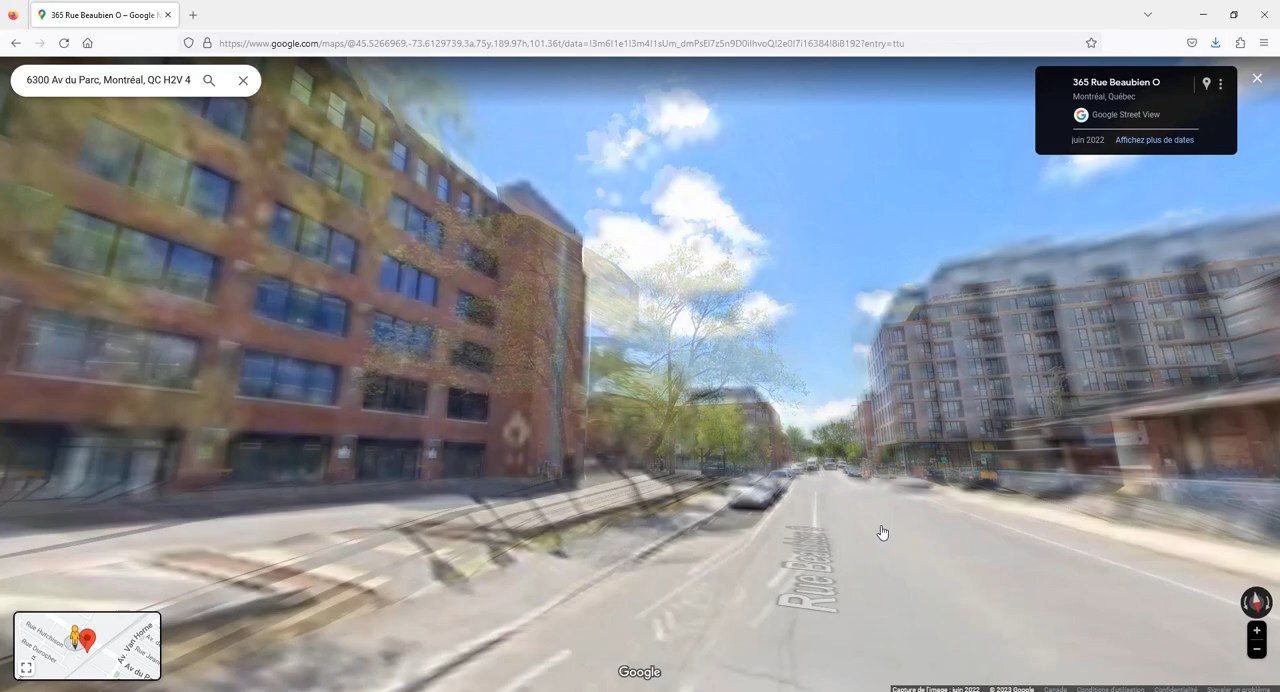 365 Rue Beaubien O – Google M
https://www.google.com/maps/@45.5266969,-73.6129739,3a,75y,189.97h,101.36t/data=!3m6!1e1!3m4!1sUm_dmPsEl7z5n9D0iIhvoQ!2e0!7i16384!8i8192?entry=ttu
6300 Av du Parc, Montréal, QC H2V 4
365 Rue Beaubien O
Montréal, Québec
Google Street View
juin 2022 Affichez plus de dates
Rue Beaubien O
Rue Hutchison
Rue Durocher
Av. Van Horne
Rue Jean
Av. du P
Google
Capture de l'image : juin 2022 © 2023 Google Canada Conditions d'utilisation Confidentialité Signaler un problème